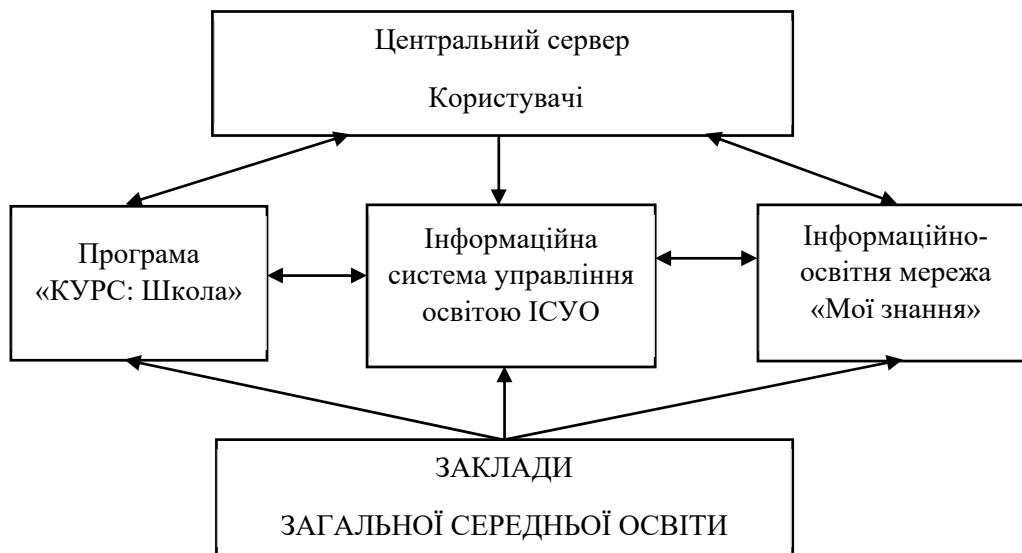 Центральний сервер
Користувачі
Програма
«КУРС: Школа»
Інформаційна
система управління
освітою ІСУО
Інформаційно-
освітня мережа
«Мої знання»
ЗАКЛАДИ
ЗАГАЛЬНОЇ СЕРЕДНЬОЇ ОСВІТИ